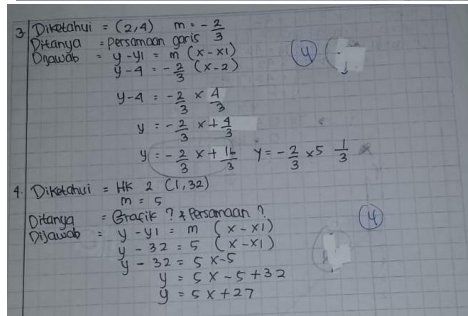 3. Diketahui = (2,4) m = - 2/3
Ditanya = Persamaan garis
Dijawab = y-y1 = m (x-x1)
y-4 = - 2/3 (x-2)
y-4 = - 2/3 x 4/3
y = - 2/3 x + 4/3
y = - 2/3 x + 16/3 y = - 2/3 x 5 1/3
4
4. Diketahui = HK 2 (1,32)
m = 5
Ditanya = Grafik ? & Persamaan ?
Dijawab = y-y1 = m (x-x1)
y - 32 = 5 (x-x1)
y - 32 = 5x-5
y = 5x-5+32
y = 5x+27
4